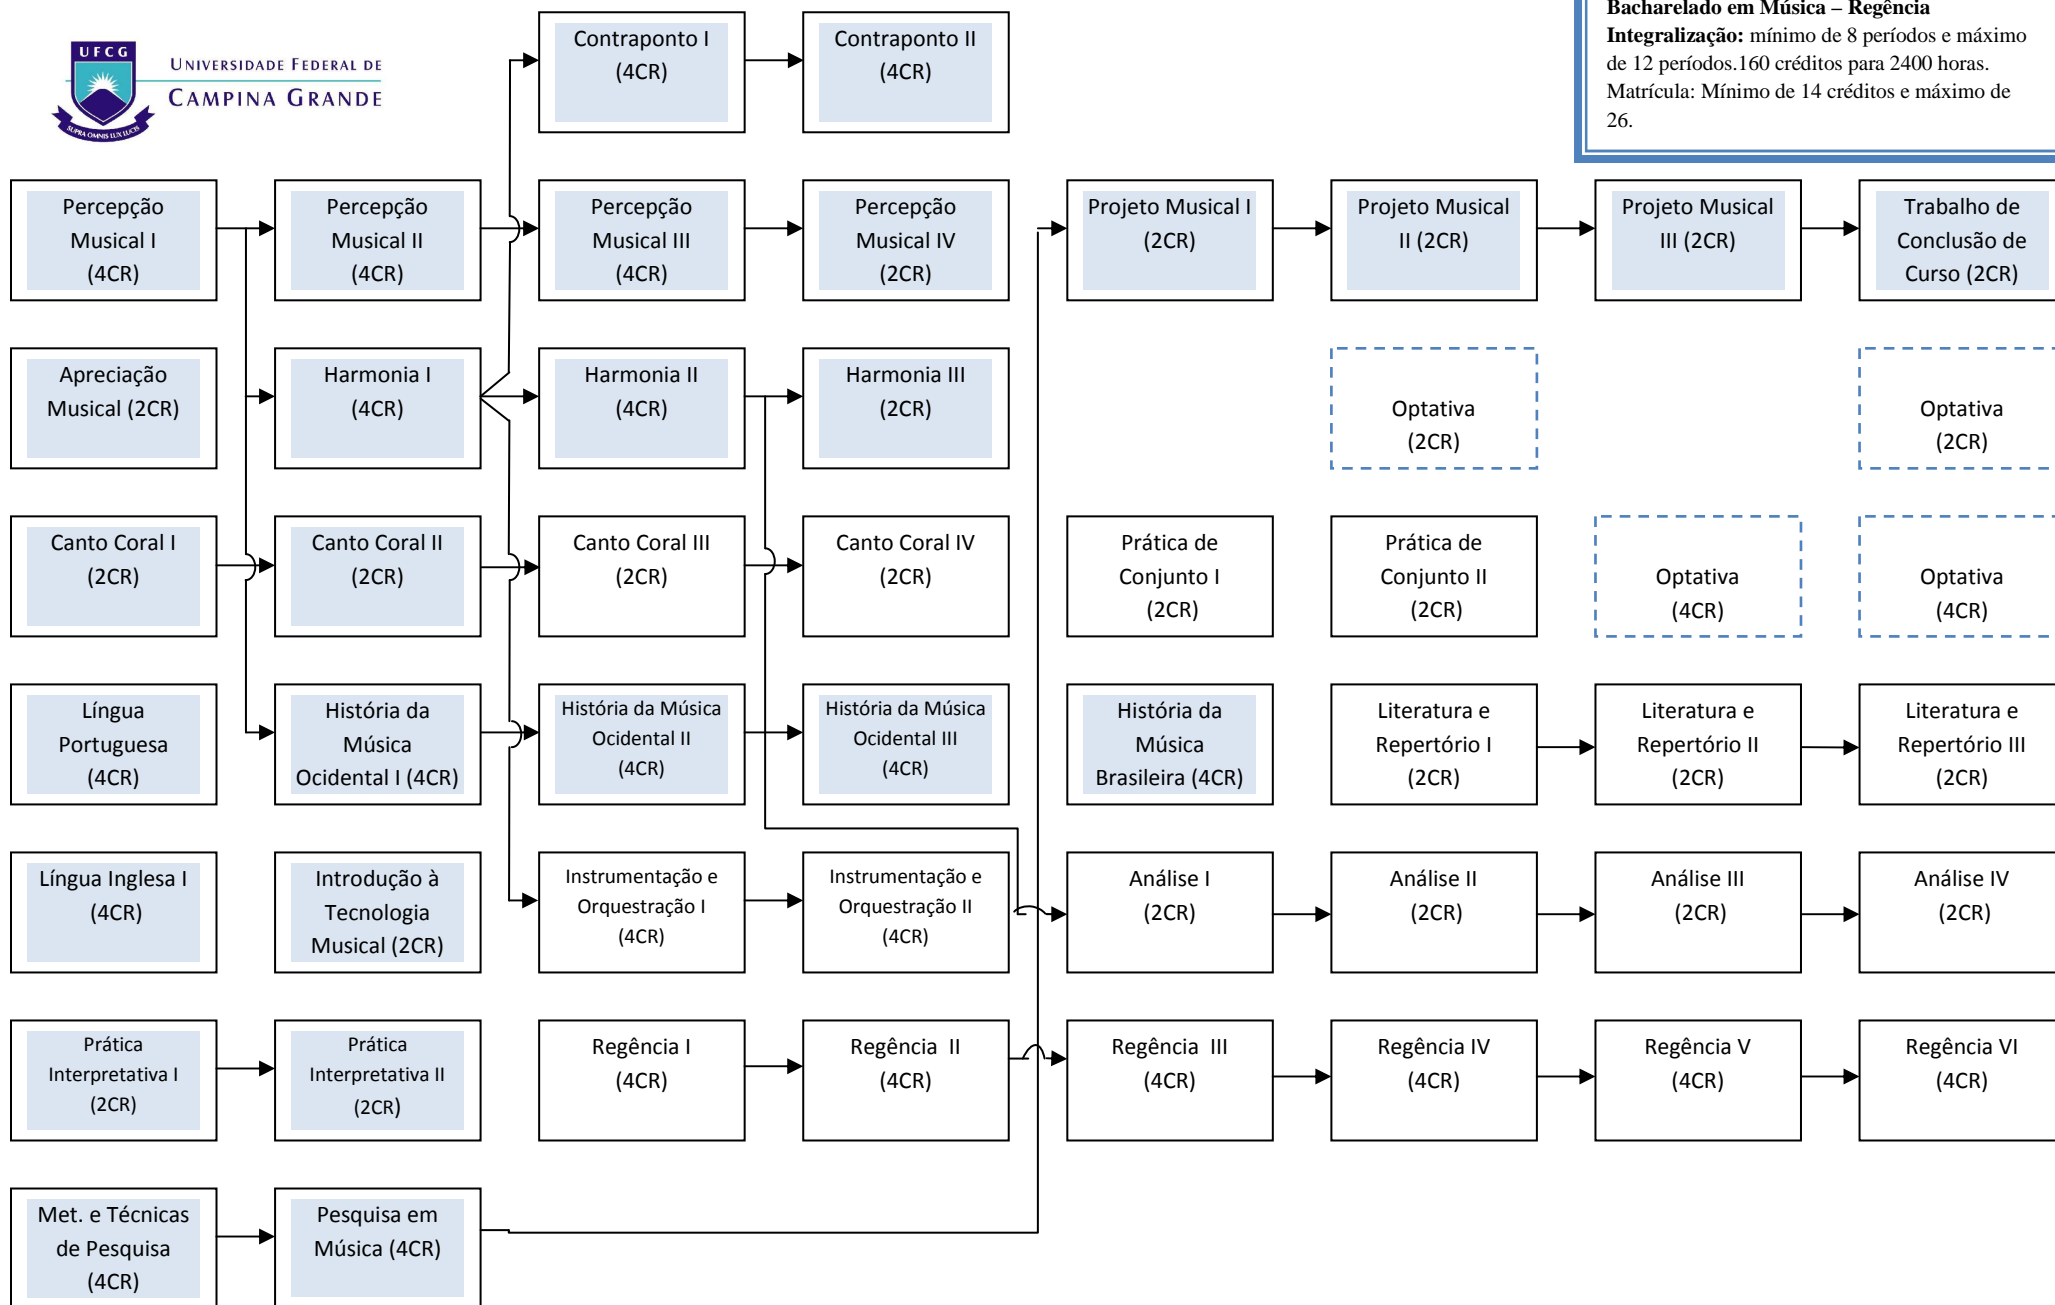 UFCG
UNIVERSIDADE FEDERAL DE
CAMPINA GRANDE
SUPRA OMNIS LUX LUCIS
Bacharelado em Música – Regência
Integralização: mínimo de 8 períodos e máximo
de 12 períodos.160 créditos para 2400 horas.
Matrícula: Mínimo de 14 créditos e máximo de
26.
Contraponto I
(4CR)
Contraponto II
(4CR)
Percepção
Musical I
(4CR)
Percepção
Musical II
(4CR)
Percepção
Musical III
(4CR)
Percepção
Musical IV
(2CR)
Projeto Musical I
(2CR)
Projeto Musical
II (2CR)
Projeto Musical
III (2CR)
Trabalho de
Conclusão de
Curso (2CR)
Apreciação
Musical (2CR)
Harmonia I
(4CR)
Harmonia II
(4CR)
Harmonia III
(2CR)
Optativa
(2CR)
Optativa
(2CR)
Canto Coral I
(2CR)
Canto Coral II
(2CR)
Canto Coral III
(2CR)
Canto Coral IV
(2CR)
Prática de
Conjunto I
(2CR)
Prática de
Conjunto II
(2CR)
Optativa
(4CR)
Optativa
(4CR)
Língua
Portuguesa
(4CR)
História da
Música
Ocidental I (4CR)
História da Música
Ocidental II
(4CR)
História da Música
Ocidental III
(4CR)
História da
Música
Brasileira (4CR)
Literatura e
Repertório I
(2CR)
Literatura e
Repertório II
(2CR)
Literatura e
Repertório III
(2CR)
Língua Inglesa I
(4CR)
Introdução à
Tecnologia
Musical (2CR)
Instrumentação e
Orquestração I
(4CR)
Instrumentação e
Orquestração II
(4CR)
Análise I
(2CR)
Análise II
(2CR)
Análise III
(2CR)
Análise IV
(2CR)
Prática
Interpretativa I
(2CR)
Prática
Interpretativa II
(2CR)
Regência I
(4CR)
Regência II
(4CR)
Regência III
(4CR)
Regência IV
(4CR)
Regência V
(4CR)
Regência VI
(4CR)
Met. e Técnicas
de Pesquisa
(4CR)
Pesquisa em
Música (4CR)